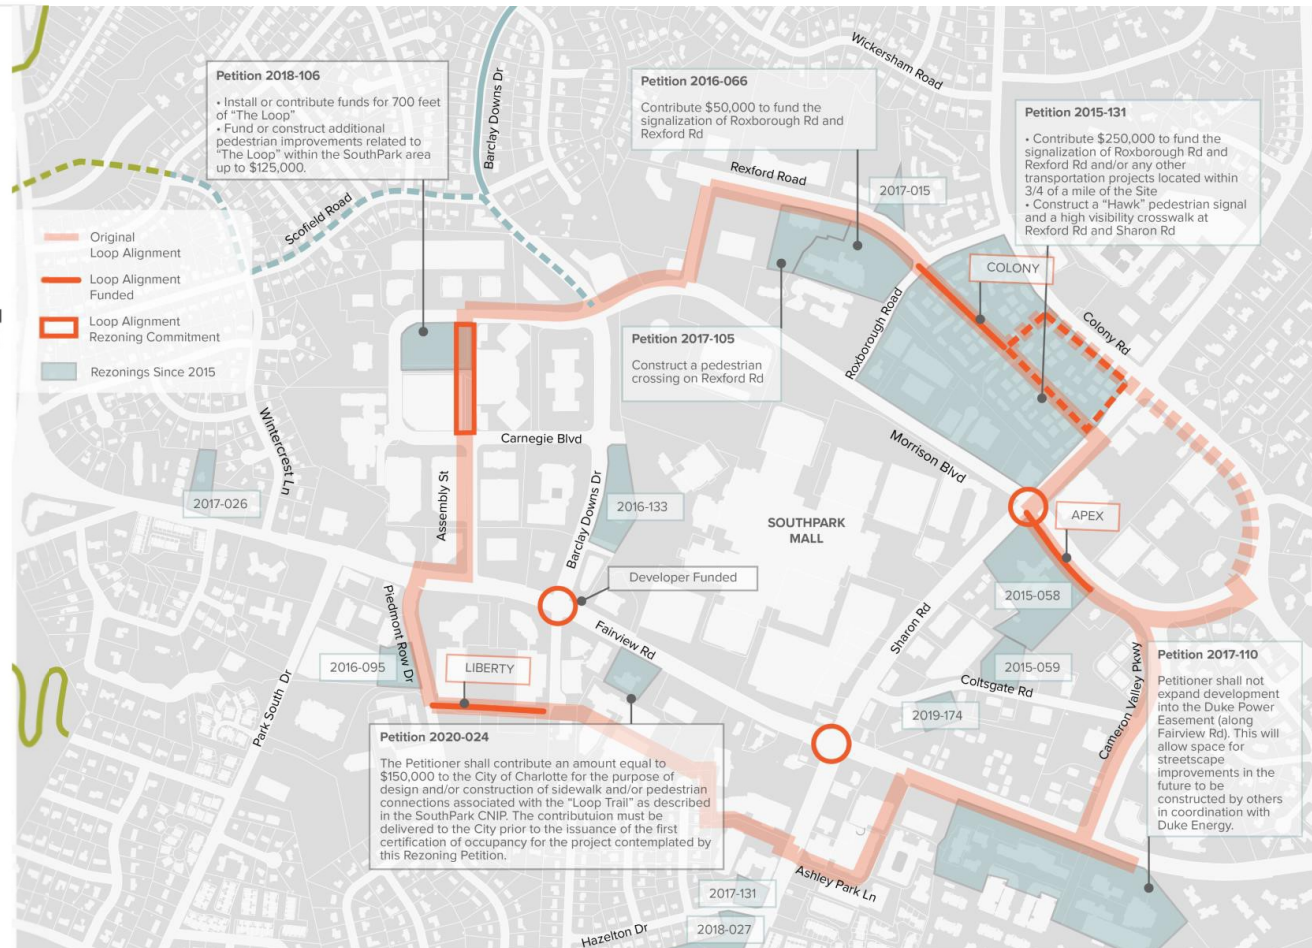 Petition 2018-106
• Install or contribute funds for 700 feet
of “The Loop”
• Fund or construct additional
pedestrian improvements related to
“The Loop” within the SouthPark area
up to $125,000.
Barclay Downs Dr
Petition 2016-066
Contribute $50,000 to fund the
signalization of Roxborough Rd and
Rexford Rd
Wickersham Road
Petition 2015-131
• Contribute $250,000 to fund the
signalization of Roxborough Rd and
Rexford Rd and/or any other
transportation projects located within
3/4 of a mile of the Site
• Construct a “Hawk” pedestrian signal
and a high visibility crosswalk at
Rexford Rd and Sharon Rd
Rexford Road
2017-015
Scofield Road
Original
Loop Alignment
Loop Alignment
Funded
Loop Alignment
Rezoning Commitment
Rezonings Since 2015
COLONY
Colony Rd
Roxborough Road
Petition 2017-105
Construct a pedestrian
crossing on Rexford Rd
Wintercrest Ln
Carnegie Blvd
Morrison Blvd
2017-026
Assembly St
2016-133
Barclay Downs Dr
SOUTHPARK
MALL
APEX
Developer Funded
2015-058
Piedmont Row Dr
Fairview Rd
Sharon Rd
2016-095
LIBERTY
2015-059
Coltsgate Rd
Park South Dr
2019-174
Cameron Valley Pkwy
Petition 2017-110
Petitioner shall not
expand development
into the Duke Power
Easement (along
Fairview Rd). This will
allow space for
streetscape
improvements in the
future to be
constructed by others
in coordination with
Duke Energy.
Petition 2020-024
The Petitioner shall contribute an amount equal to
$150,000 to the City of Charlotte for the purpose of
design and/or construction of sidewalk and/or pedestrian
connections associated with the “Loop Trail” as described
in the SouthPark CNIP. The contributuion must be
delivered to the City prior to the issuance of the first
certification of occupancy for the project contemplated by
this Rezoning Petition.
Ashley Park Ln
2017-131
2018-027
Hazelton Dr